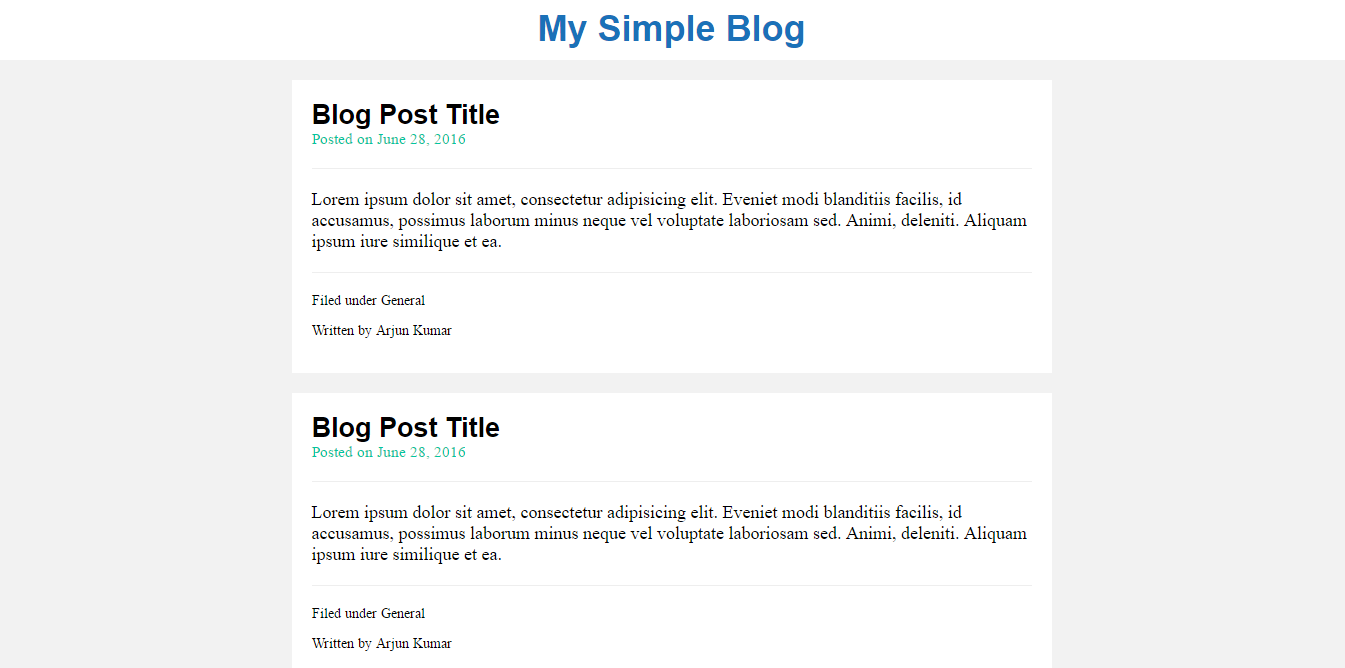 My Simple Blog
Blog Post Title
Posted on June 28, 2016
Lorem ipsum dolor sit amet, consectetur adipisicing elit. Eveniet modi blanditiis facilis, id
accusamus, possimus laborum minus neque vel voluptate laboriosam sed. Animi, deleniti. Aliquam
ipsum iure similique et ea.
Filed under General
Written by Arjun Kumar
Blog Post Title
Posted on June 28, 2016
Lorem ipsum dolor sit amet, consectetur adipisicing elit. Eveniet modi blanditiis facilis, id
accusamus, possimus laborum minus neque vel voluptate laboriosam sed. Animi, deleniti. Aliquam
ipsum iure similique et ea.
Filed under General
Written by Arjun Kumar